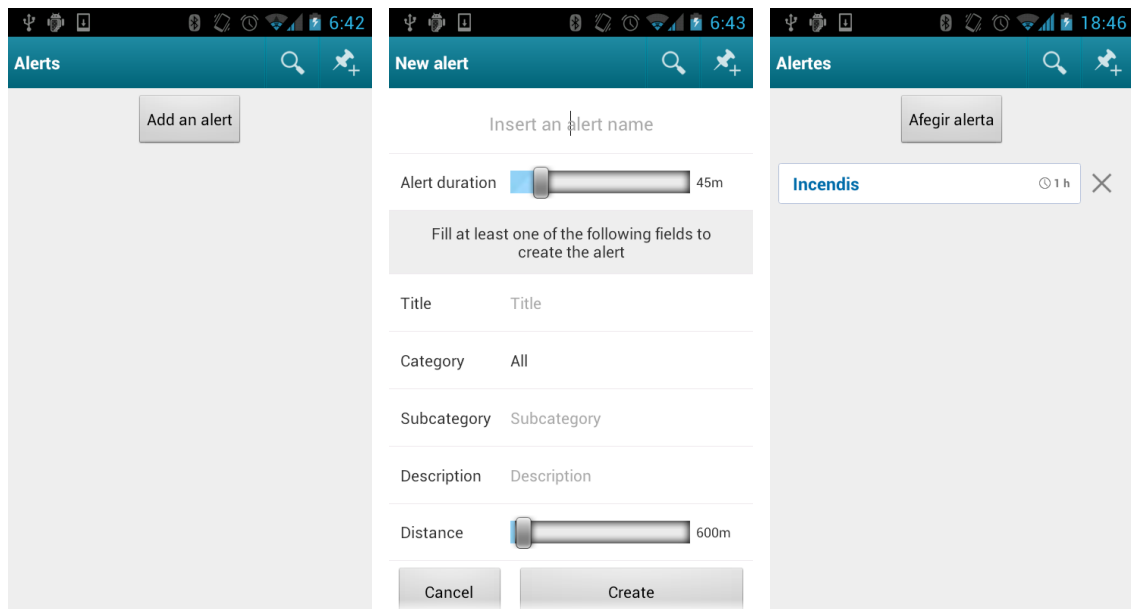 6:42
Alerts
Add an alert
6:43
New alert
Insert an alert name
Alert duration 45m
Fill at least one of the following fields to
create the alert
Title Title
Category All
Subcategory Subcategory
Description Description
Distance 600m
Cancel Create
18:46
Alertes
Afegir alerta
Incendis 1 h